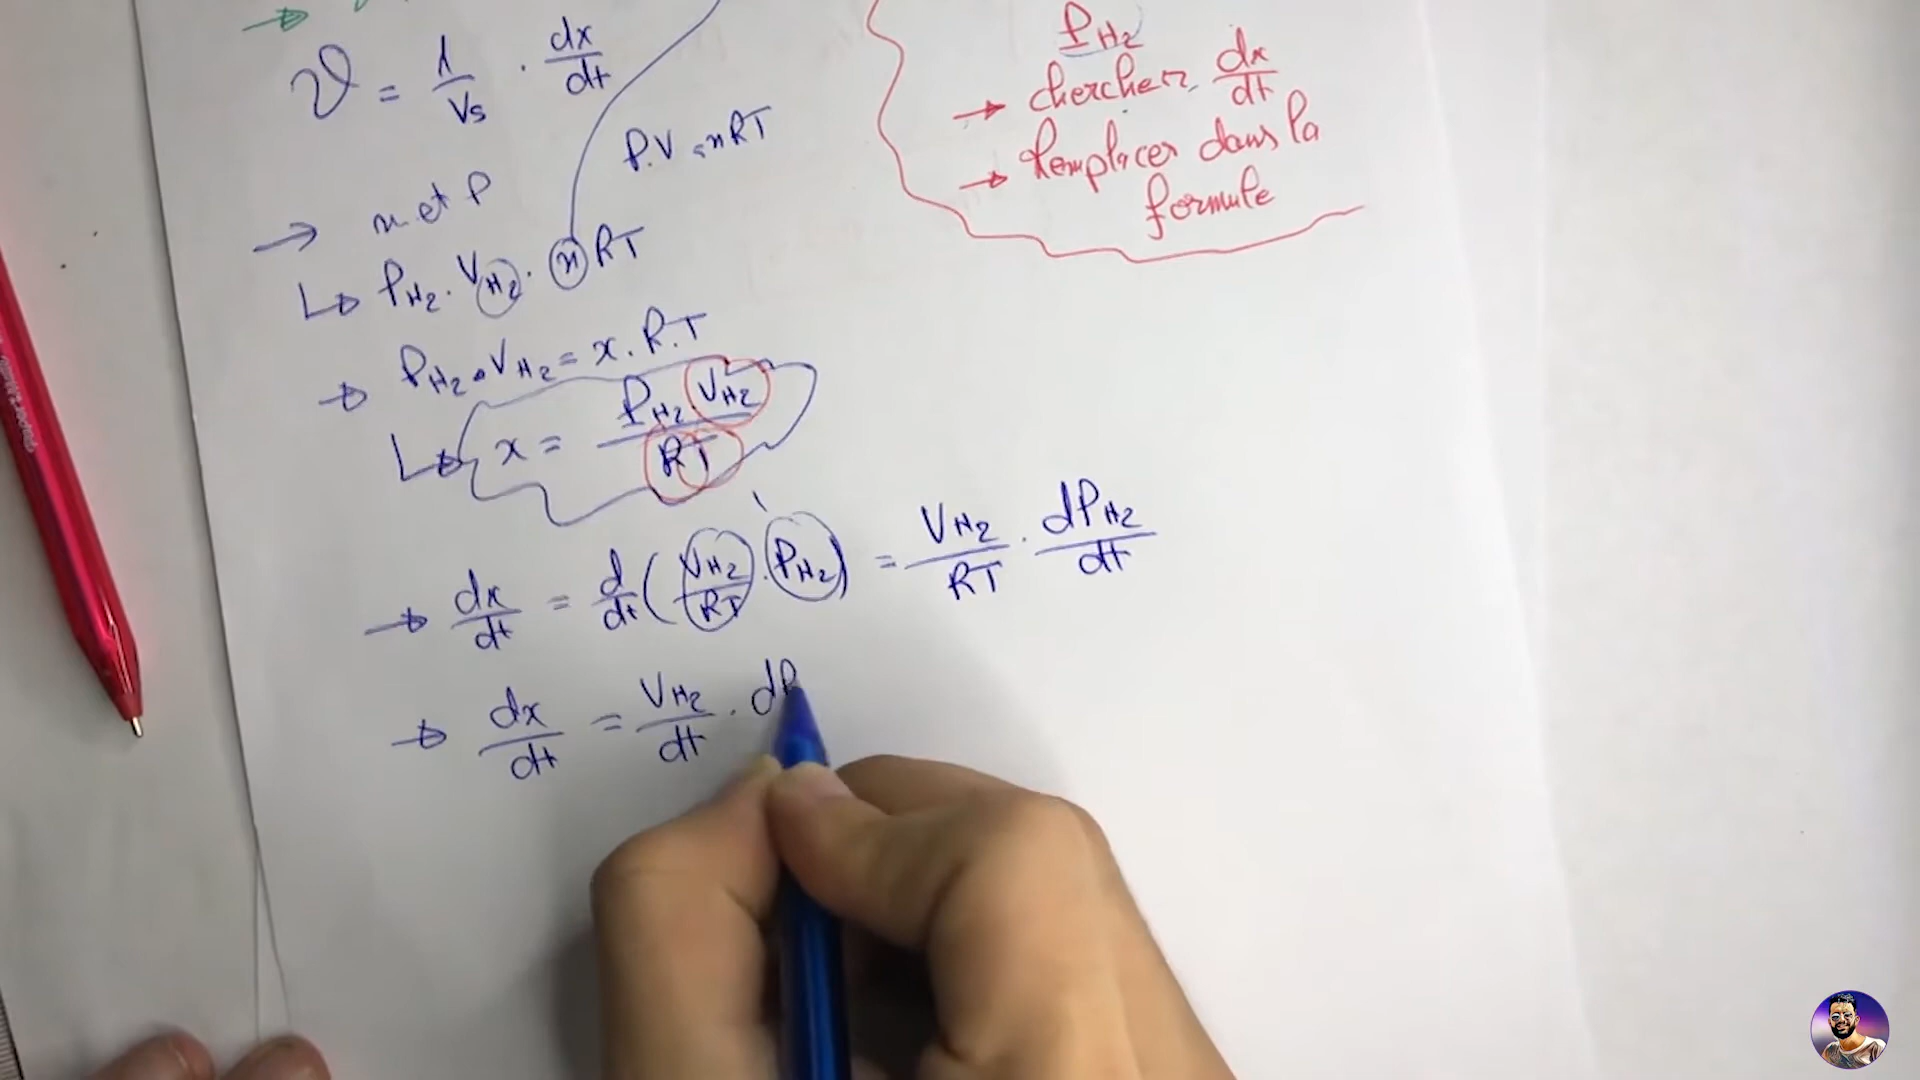 𝜗 = 1/Vs · dx/dt
P.V = nRT
→ n et P
↳ PH2 . VH2 . n RT
→ PH2 . VH2 = x . R.T
↳ x = PH2 . VH2 / RT
→ dx/dt = d/dt ( VH2/RT . PH2 ) = VH2/RT . dPH2/dt
→ dx/dt = VH2/dt . dP
PH2
→ chercher dx/dt
→ Remplacer dans la
formule